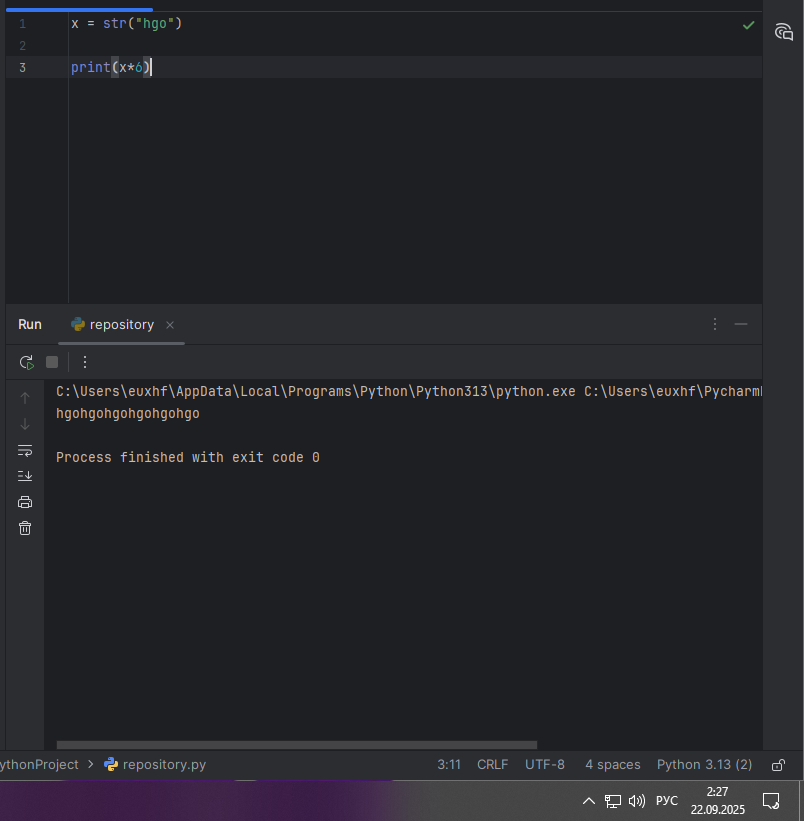 1 x = str("hgo")
2
3 print(x*6)
Run repository
C:\Users\euxhf\AppData\Local\Programs\Python\Python313\python.exe C:\Users\euxhf\Pycharm
hgohgohgohgohgohgo
Process finished with exit code 0
ythonProject > repository.py 3:11 CRLF UTF-8 4 spaces Python 3.13 (2)
РУС 2:27
22.09.2025